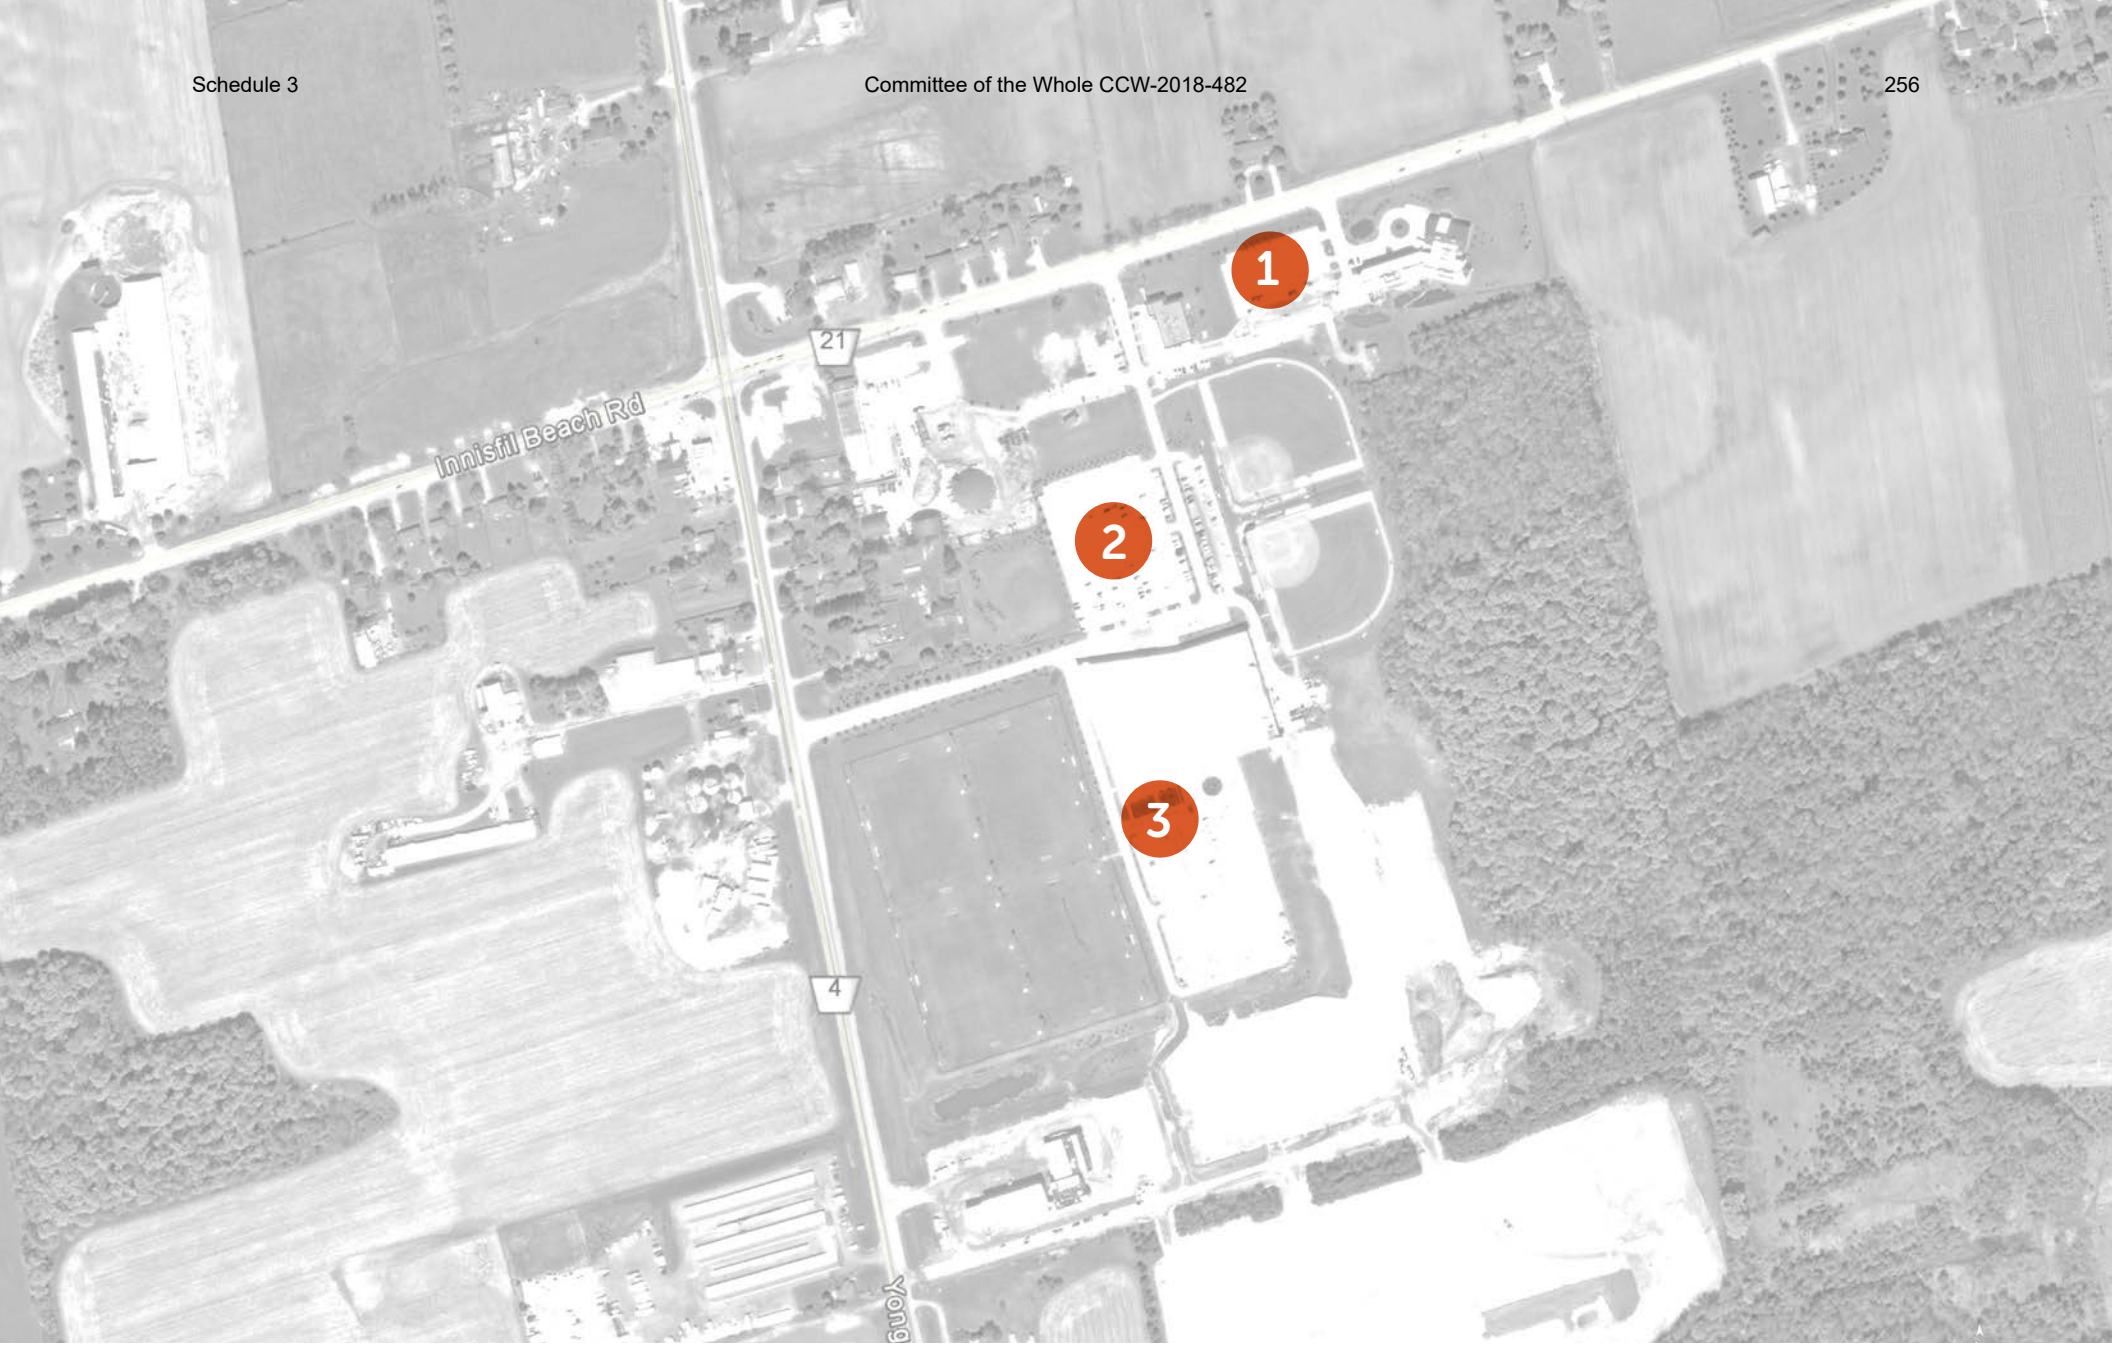 Schedule 3
Committee of the Whole CCW-2018-482
256
1
21
Innisfil Beach Rd
2
3
4
Yong